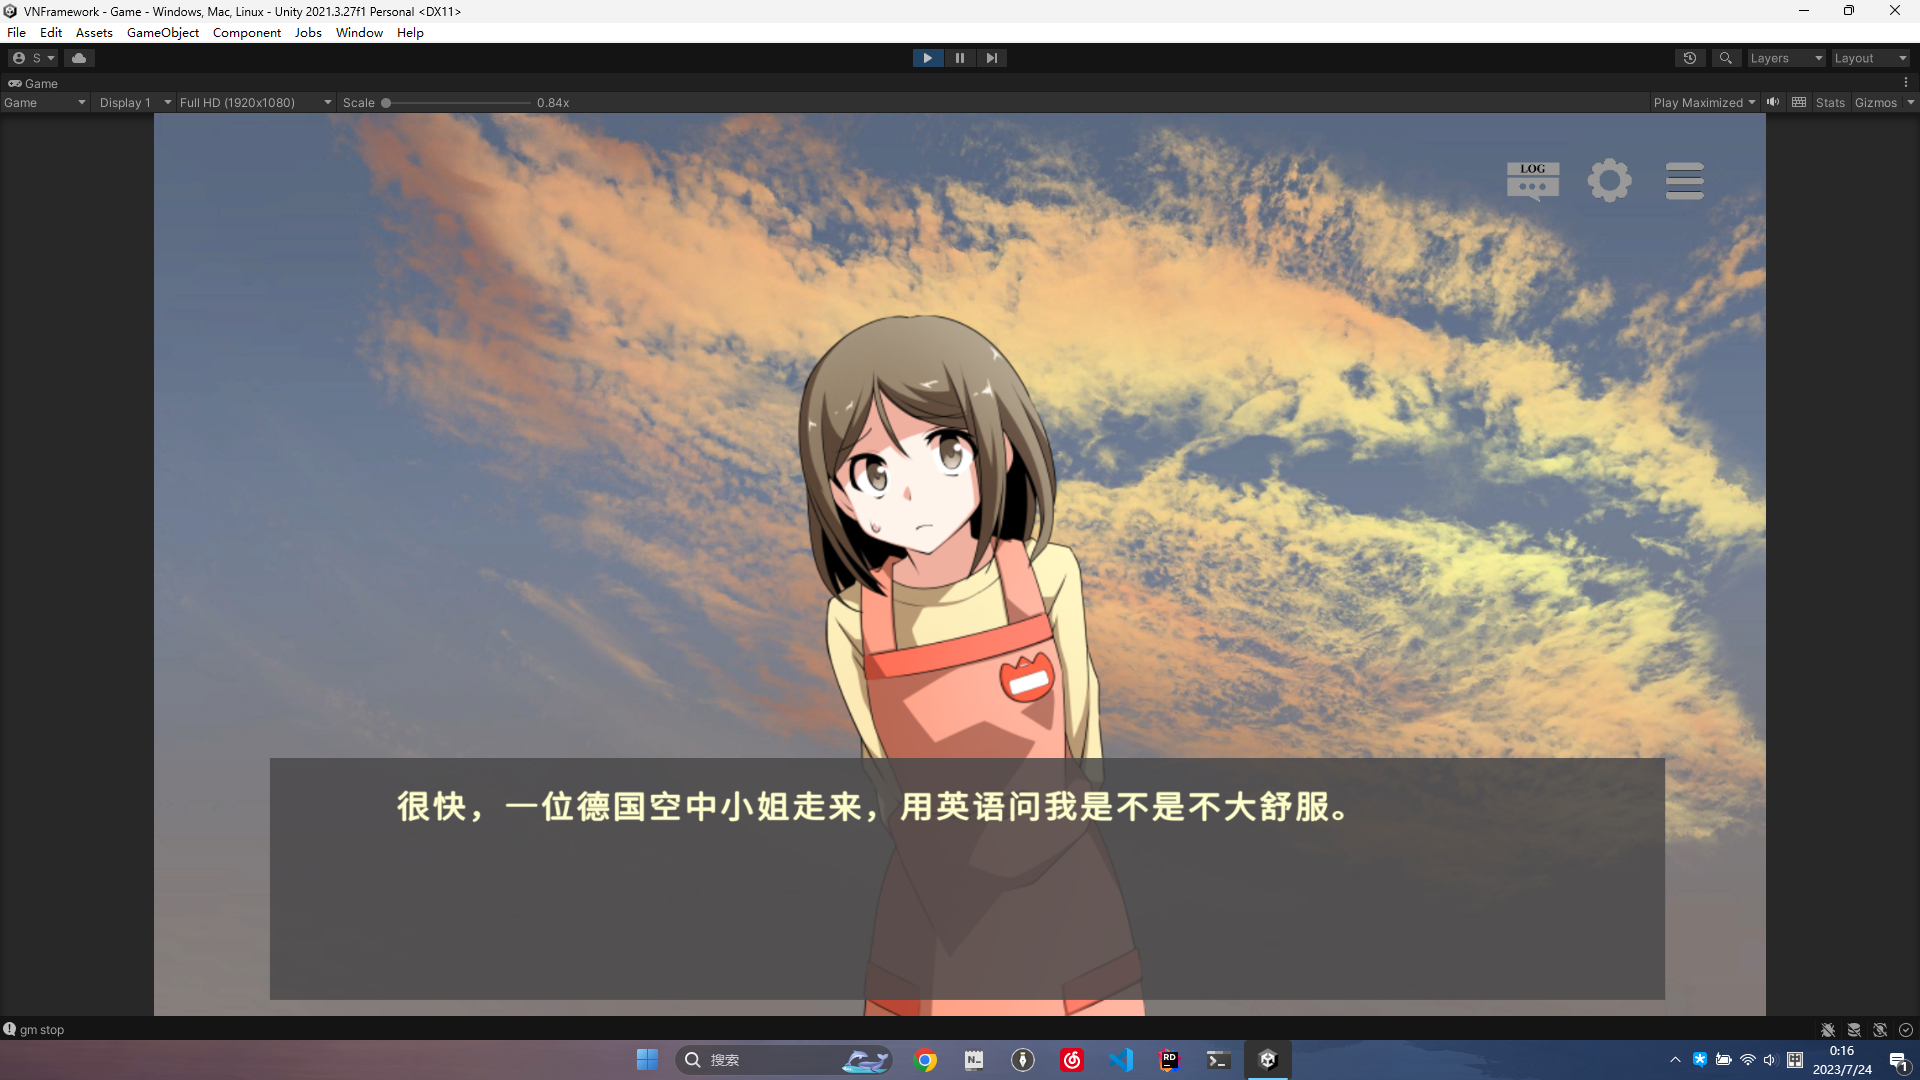 VNFramework - Game - Windows, Mac, Linux - Unity 2021.3.27f1 Personal <DX11>
File Edit Assets GameObject Component Jobs Window Help
S Layers Layout
Game
Game Display 1 Full HD (1920x1080) Scale 0.84x Play Maximized Stats Gizmos
LOG
很快，一位德国空中小姐走来，用英语问我是不是不大舒服。
gm stop
搜索
N
RD
中
0:16
2023/7/24
1